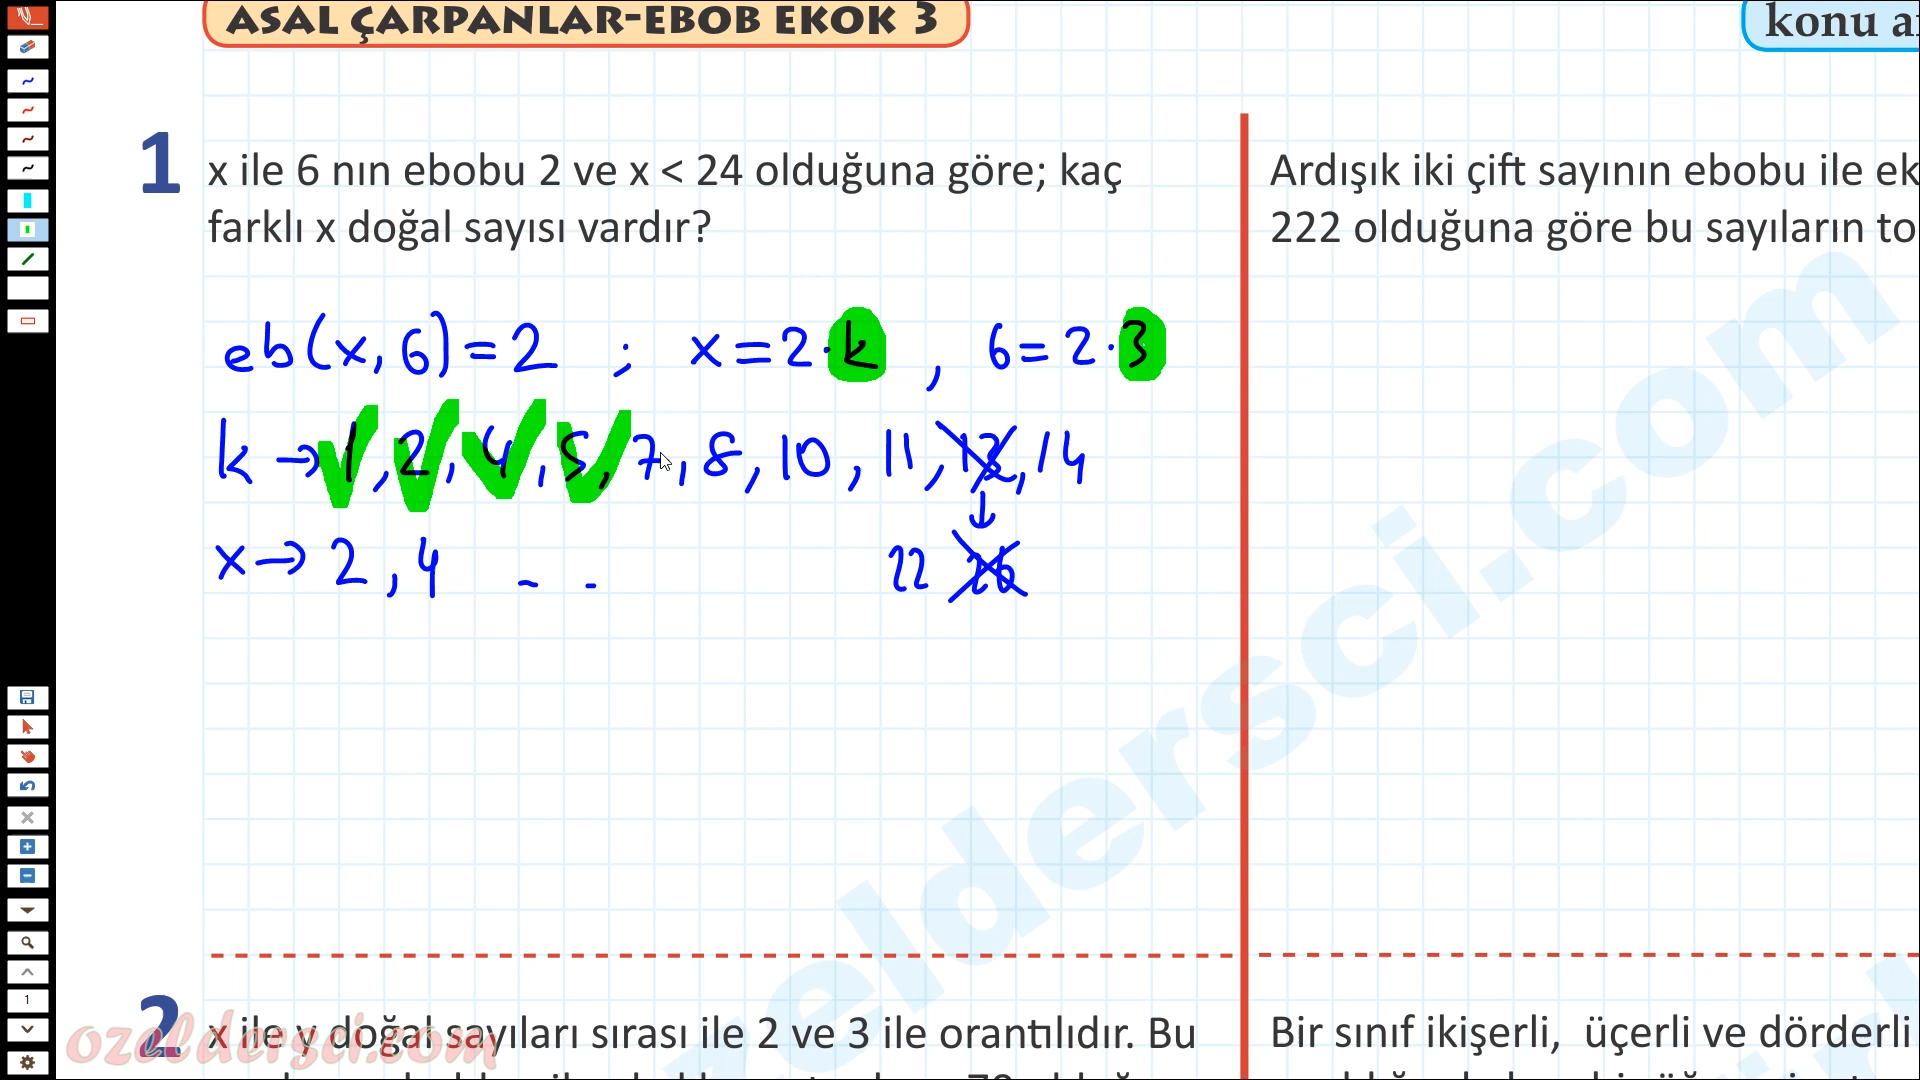 ASAL ÇARPANLAR-EBOB EKOK 3
konu a
1
x ile 6 nın ebobu 2 ve x < 24 olduğuna göre; kaç
farklı x doğal sayısı vardır?
eb(x, 6) = 2 ; x = 2 · k , 6 = 2 · 3
k → 1, 2, 4, 5, 7, 8, 10, 11, 13, 14
x → 2, 4 - - 22 26
Ardışık iki çift sayının ebobu ile ek
222 olduğuna göre bu sayıların to
2
x ile y doğal sayıları sırası ile 2 ve 3 ile orantılıdır. Bu
Bir sınıf ikişerli, üçerli ve dörderli
ozeldersci.com
1